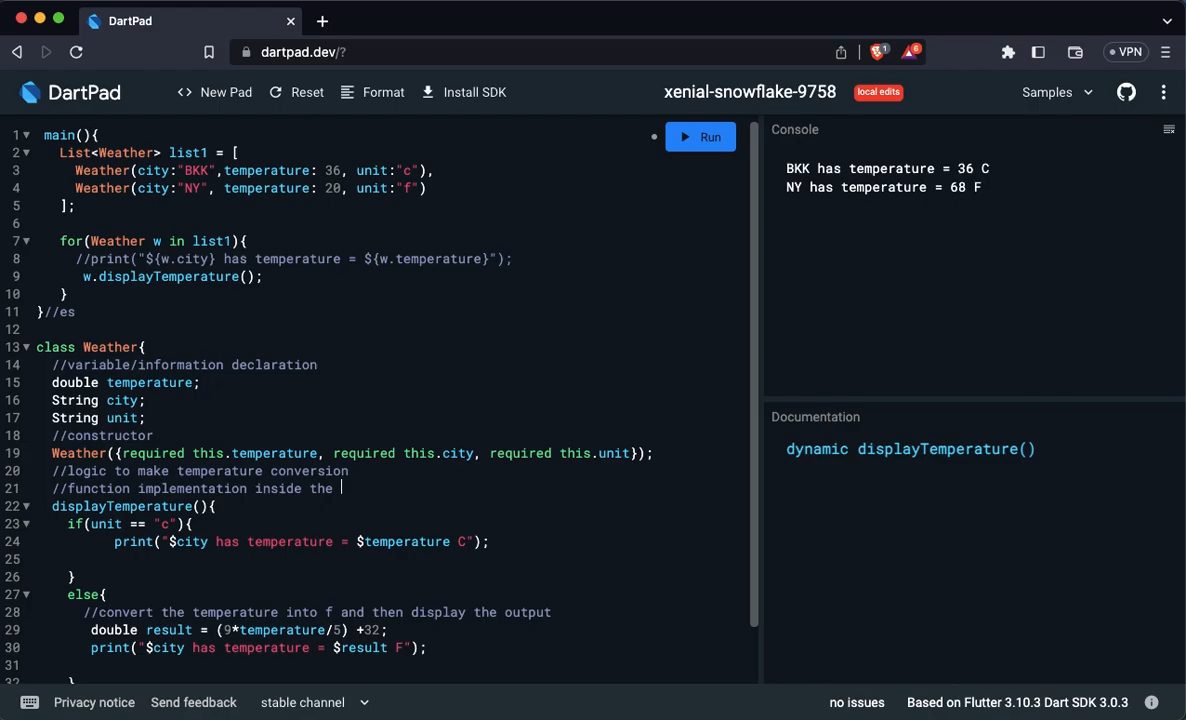 DartPad
dartpad.dev/?
1
6
VPN
DartPad
New Pad
Reset
Format
Install SDK
xenial-snowflake-9758
local edits
Samples
1 main(){
2 List<Weather> list1 = [
3 Weather(city:"BKK",temperature: 36, unit:"c"),
4 Weather(city:"NY", temperature: 20, unit:"f")
5 ];
6
7 for(Weather w in list1){
8 //print("${w.city} has temperature = ${w.temperature}");
9 w.displayTemperature();
10 }
11 }//es
12
13 class Weather{
14 //variable/information declaration
15 double temperature;
16 String city;
17 String unit;
18 //constructor
19 Weather({required this.temperature, required this.city, required this.unit});
20 //logic to make temperature conversion
21 //function implementation inside the
22 displayTemperature(){
23 if(unit == "c"){
24 print("$city has temperature = $temperature C");
25
26 }
27 else{
28 //convert the temperature into f and then display the output
29 double result = (9*temperature/5) +32;
30 print("$city has temperature = $result F");
31
32 }
Run
Console
BKK has temperature = 36 C
NY has temperature = 68 F
Documentation
dynamic displayTemperature()
Privacy notice
Send feedback
stable channel
no issues
Based on Flutter 3.10.3 Dart SDK 3.0.3